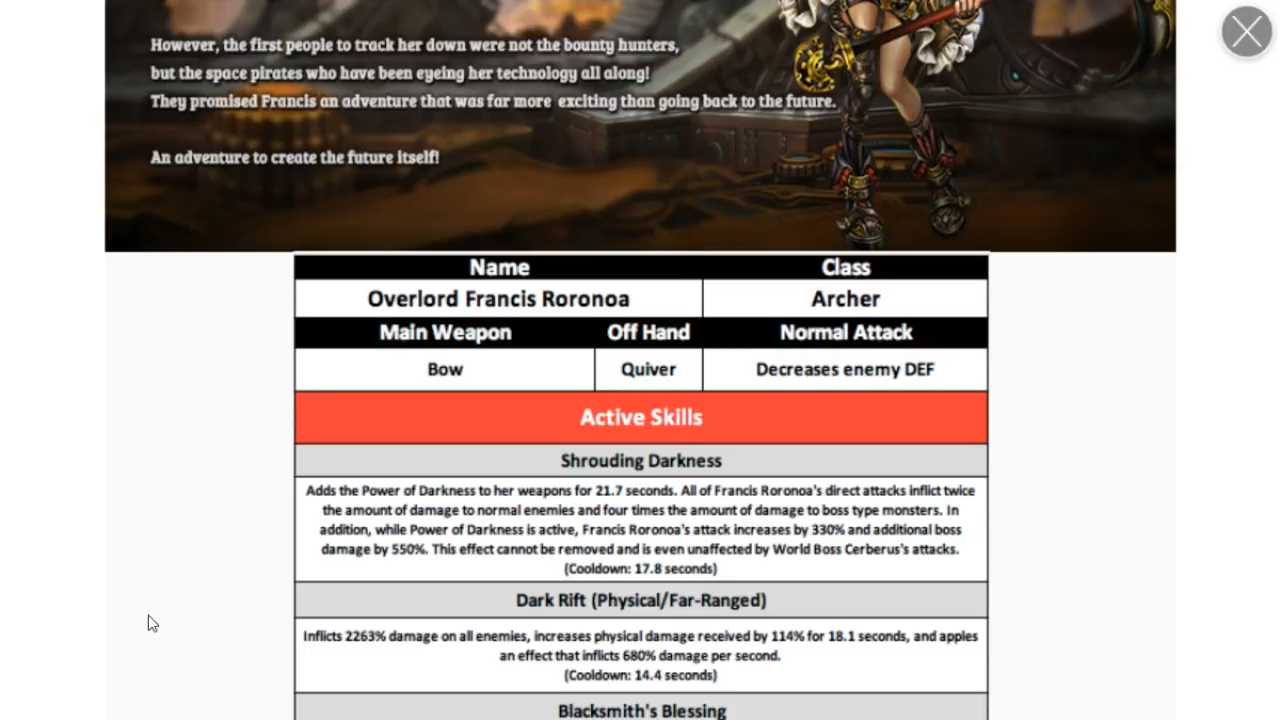 However, the first people to track her down were not the bounty hunters,
but the space pirates who have been eyeing her technology all along!
They promised Francis an adventure that was far more exciting than going back to the future.
An adventure to create the future itself!
Name Class
Overlord Francis Roronoa Archer
Main Weapon Off Hand Normal Attack
Bow Quiver Decreases enemy DEF
Active Skills
Shrouding Darkness
Adds the Power of Darkness to her weapons for 21.7 seconds. All of Francis Roronoa's direct attacks inflict twice
the amount of damage to normal enemies and four times the amount of damage to boss type monsters. In
addition, while Power of Darkness is active, Francis Roronoa's attack increases by 330% and additional boss
damage by 550%. This effect cannot be removed and is even unaffected by World Boss Cerberus's attacks.
(Cooldown: 17.8 seconds)
Dark Rift (Physical/Far-Ranged)
Inflicts 2263% damage on all enemies, increases physical damage received by 114% for 18.1 seconds, and apples
an effect that inflicts 680% damage per second.
(Cooldown: 14.4 seconds)
Blacksmith's Blessing